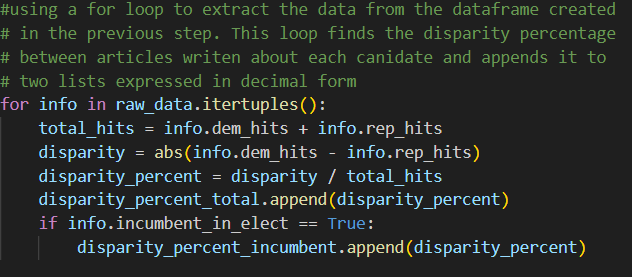 #using a for loop to extract the data from the dataframe created
# in the previous step. This loop finds the disparity percentage
# between articles writen about each canidate and appends it to
# two lists expressed in decimal form
for info in raw_data.itertuples():
    total_hits = info.dem_hits + info.rep_hits
    disparity = abs(info.dem_hits - info.rep_hits)
    disparity_percent = disparity / total_hits
    disparity_percent_total.append(disparity_percent)
    if info.incumbent_in_elect == True:
        disparity_percent_incumbent.append(disparity_percent)